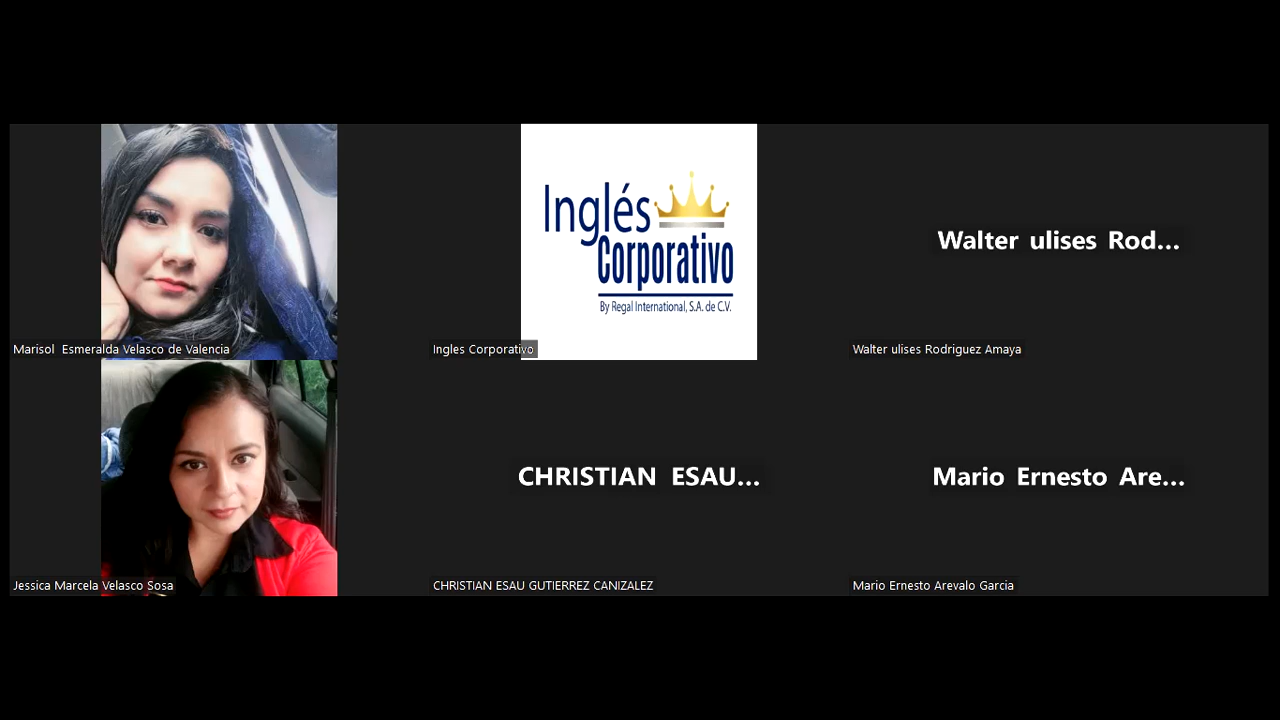 Inglés
Corporativo
By Regal International, S.A. de C.V.
Walter ulises Rod...
Marisol Esmeralda Velasco de Valencia
Ingles Corporativo
Walter ulises Rodriguez Amaya
CHRISTIAN ESAU...
Mario Ernesto Are...
Jessica Marcela Velasco Sosa
CHRISTIAN ESAU GUTIERREZ CANIZALEZ
Mario Ernesto Arevalo Garcia